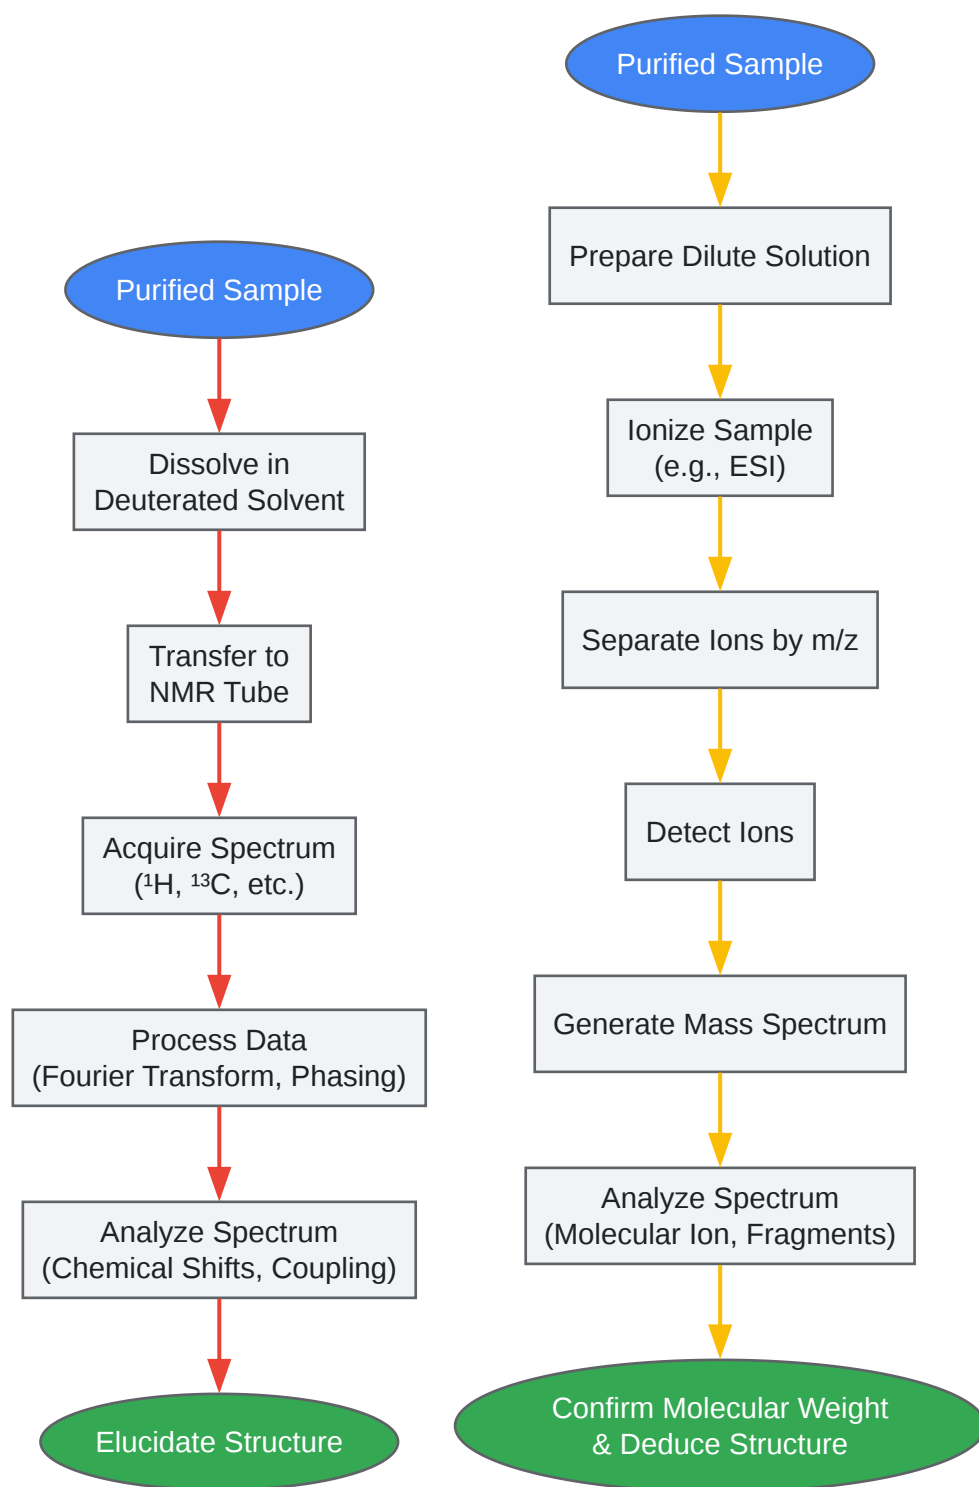 Purified Sample
Dissolve in
Deuterated Solvent
Transfer to
NMR Tube
Acquire Spectrum
(¹H, ¹³C, etc.)
Process Data
(Fourier Transform, Phasing)
Analyze Spectrum
(Chemical Shifts, Coupling)
Elucidate Structure
Purified Sample
Prepare Dilute Solution
Ionize Sample
(e.g., ESI)
Separate Ions by m/z
Detect Ions
Generate Mass Spectrum
Analyze Spectrum
(Molecular Ion, Fragments)
Confirm Molecular Weight
& Deduce Structure